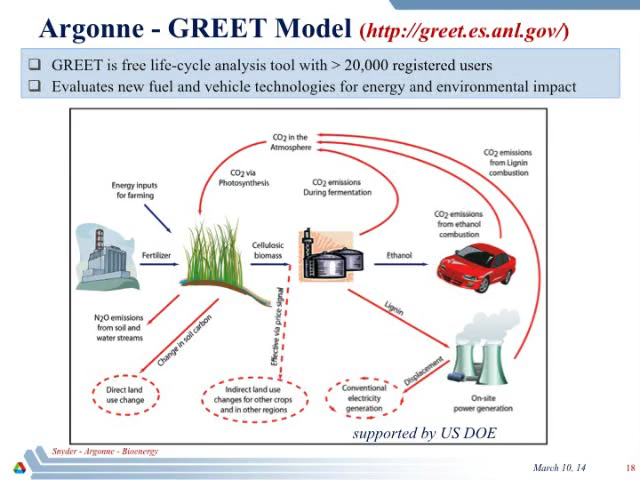 Argonne - GREET Model (http://greet.es.anl.gov/)
GREET is free life-cycle analysis tool with > 20,000 registered users
Evaluates new fuel and vehicle technologies for energy and environmental impact
CO2 in the
Atmosphere
CO2 emissions
from Lignin
combustion
CO2 via
Photosynthesis
Energy inputs
for farming
CO2 emissions
During fermentation
CO2 emissions
from ethanol
combustion
Fertilizer
Cellulosic
biomass
Ethanol
N2O emissions
from soil and
water streams
Change in soil carbon
Effective via price signal
Lignin
Displacement
Direct land
use change
Indirect land use
changes for other crops
and in other regions
Conventional
electricity
generation
On-site
power generation
supported by US DOE
Snyder - Argonne - Bioenergy
March 10, 14
18